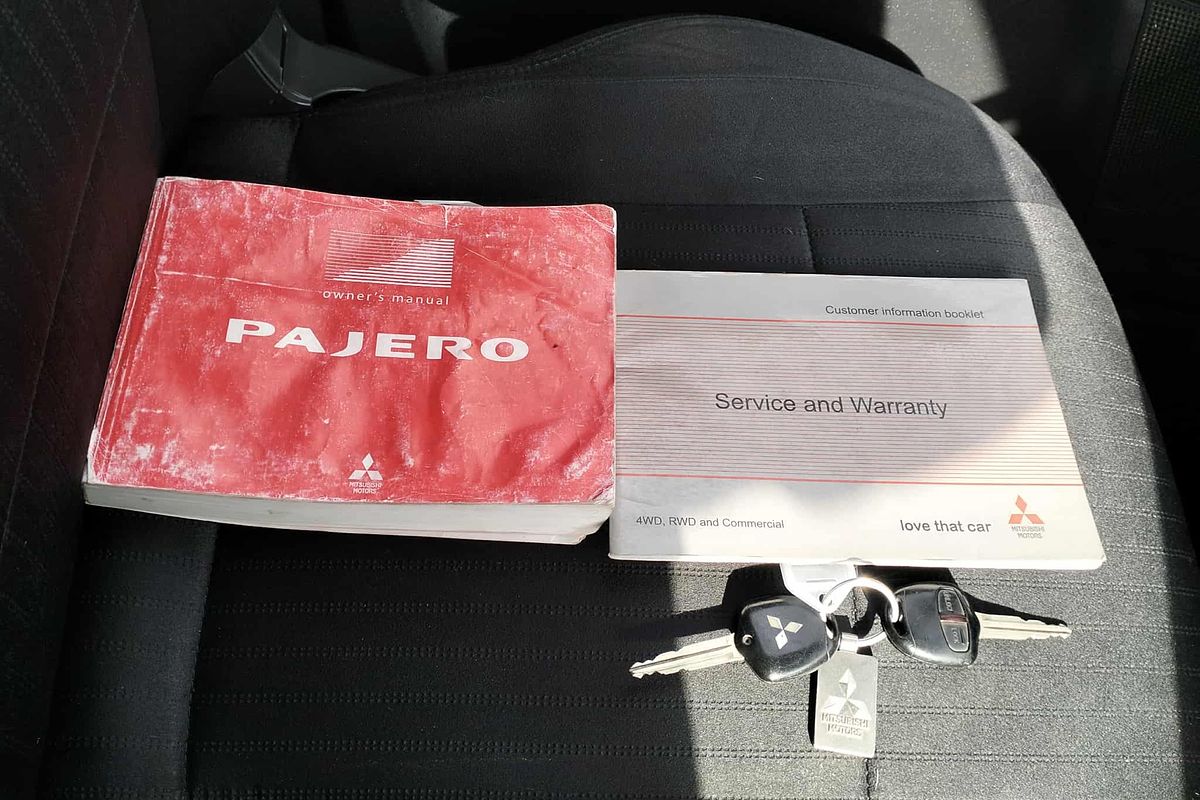 owner's manual
PAJERO
MITSUBISHI
MOTORS
Customer information booklet
Service and Warranty
4WD, RWD and Commercial
love that car
MITSUBISHI
MOTORS
MITSUBISHI
MOTORS